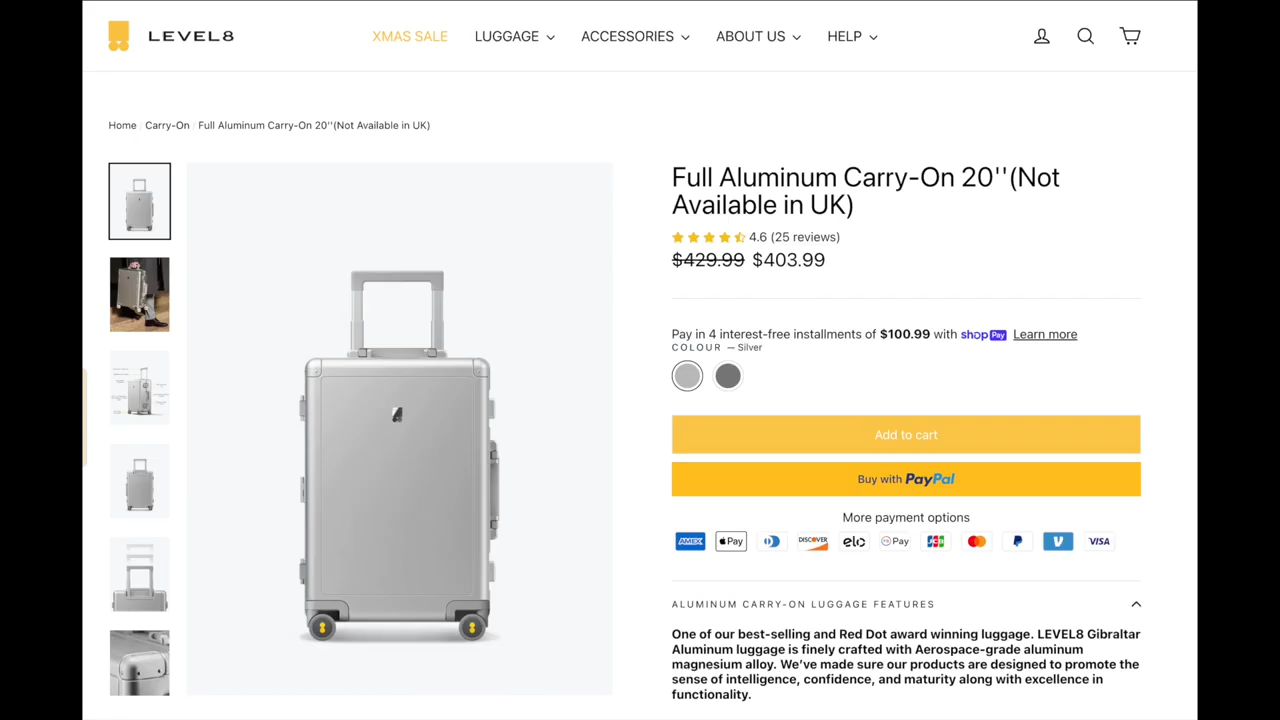 LEVEL8
XMAS SALE
LUGGAGE
ACCESSORIES
ABOUT US
HELP
Home / Carry-On / Full Aluminum Carry-On 20''(Not Available in UK)
Full Aluminum Carry-On 20''(Not
Available in UK)
4.6 (25 reviews)
$429.99 $403.99
Pay in 4 interest-free installments of $100.99 with shop Pay Learn more
COLOUR — Silver
Add to cart
Buy with PayPal
More payment options
AMEX Pay DISCOVER elo G Pay JCB V VISA
ALUMINUM CARRY-ON LUGGAGE FEATURES
One of our best-selling and Red Dot award winning luggage. LEVEL8 Gibraltar
Aluminum luggage is finely crafted with Aerospace-grade aluminum
magnesium alloy. We've made sure our products are designed to promote the
sense of intelligence, confidence, and maturity along with excellence in
functionality.